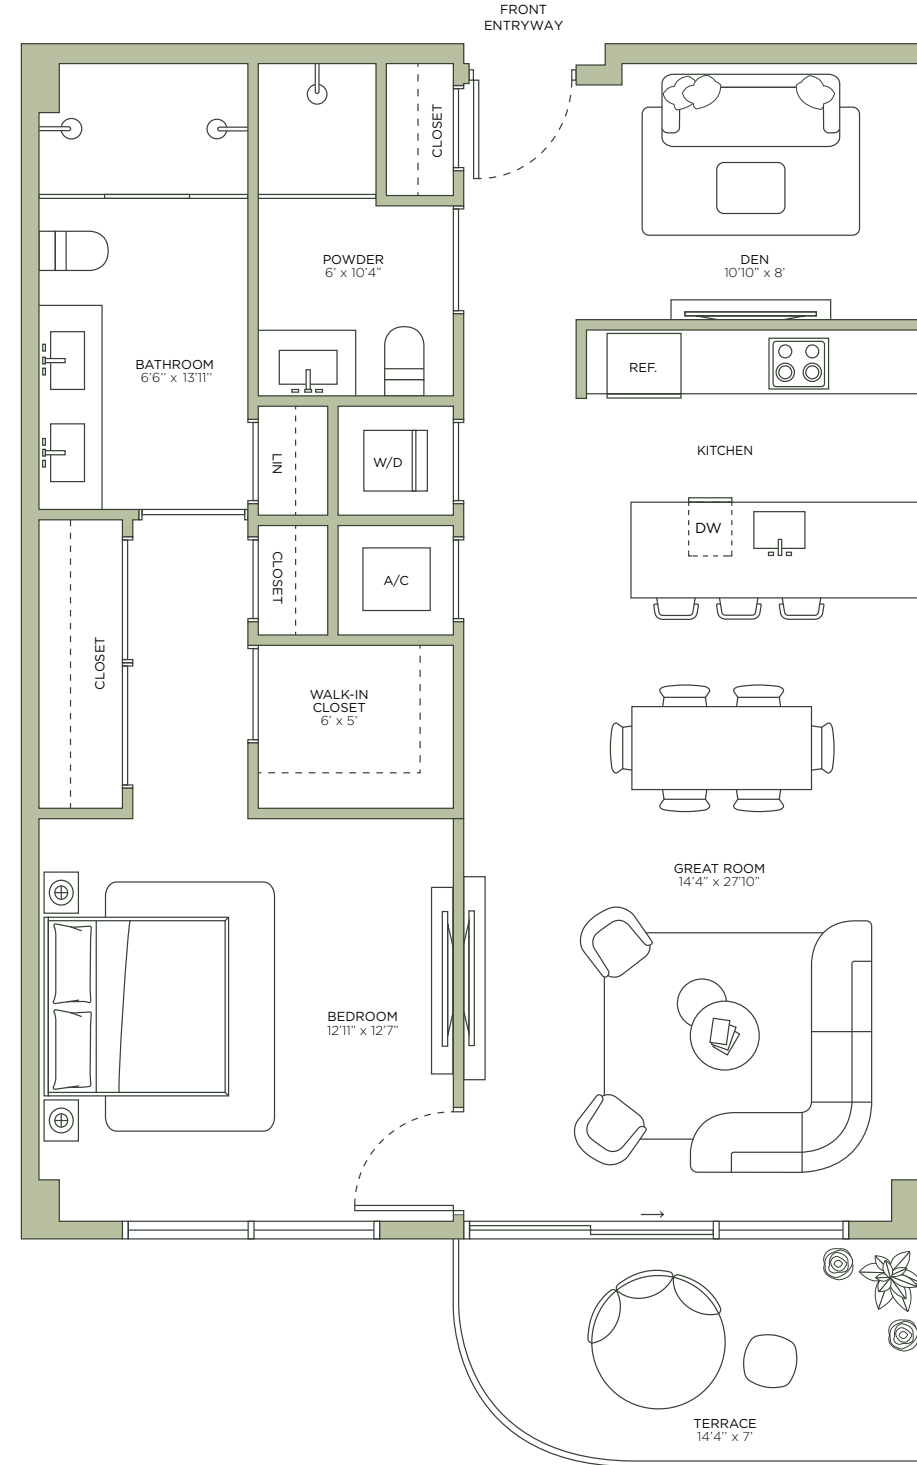 FRONT
ENTRYWAY
CLOSET
DEN
10'10" x 8'
POWDER
6' x 10'4"
BATHROOM
6'6" x 13'11"
REF.
KITCHEN
LIN
W/D
DW
CLOSET
A/C
CLOSET
WALK-IN
CLOSET
6' x 5'
GREAT ROOM
14'4" x 27'10"
BEDROOM
12'11" x 12'7"
TERRACE
14'4" x 7'